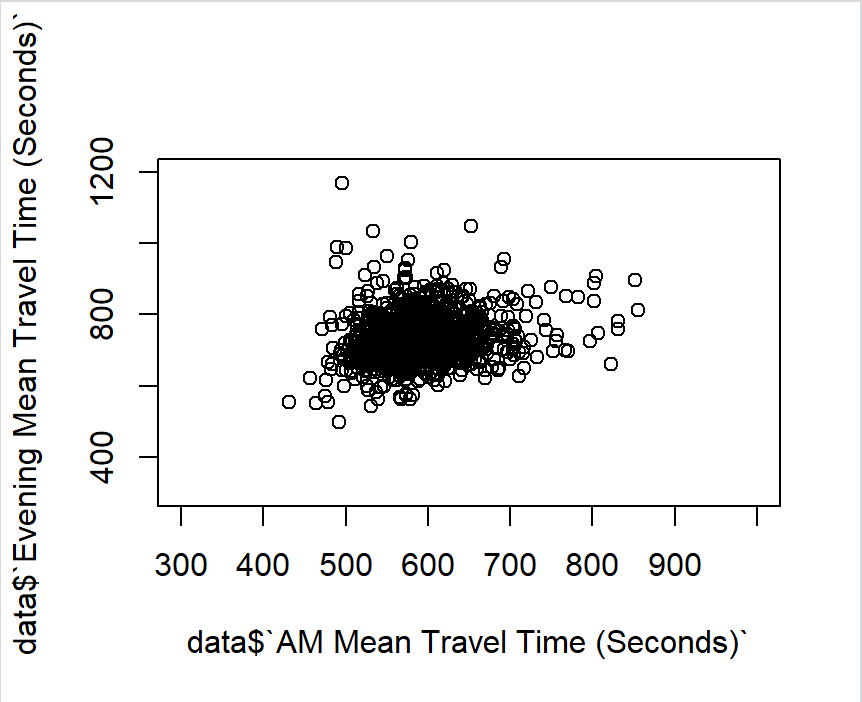 data$`Evening Mean Travel Time (Seconds)`
1200
800
400
300 400 500 600 700 800 900
data$`AM Mean Travel Time (Seconds)`